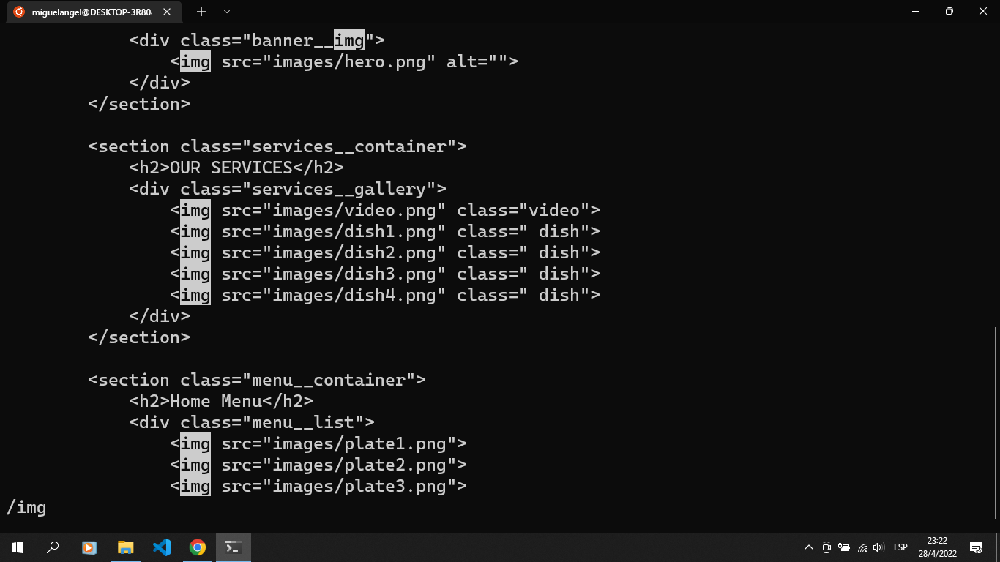 miguelangel@DESKTOP-3R80
<div class="banner__img">
<img src="images/hero.png" alt="">
</div>
</section>
<section class="services__container">
<h2>OUR SERVICES</h2>
<div class="services__gallery">
<img src="images/video.png" class="video">
<img src="images/dish1.png" class=" dish">
<img src="images/dish2.png" class=" dish">
<img src="images/dish3.png" class=" dish">
<img src="images/dish4.png" class=" dish">
</div>
</section>
<section class="menu__container">
<h2>Home Menu</h2>
<div class="menu__list">
<img src="images/plate1.png">
<img src="images/plate2.png">
<img src="images/plate3.png">
/img
ESP
23:22
28/4/2022